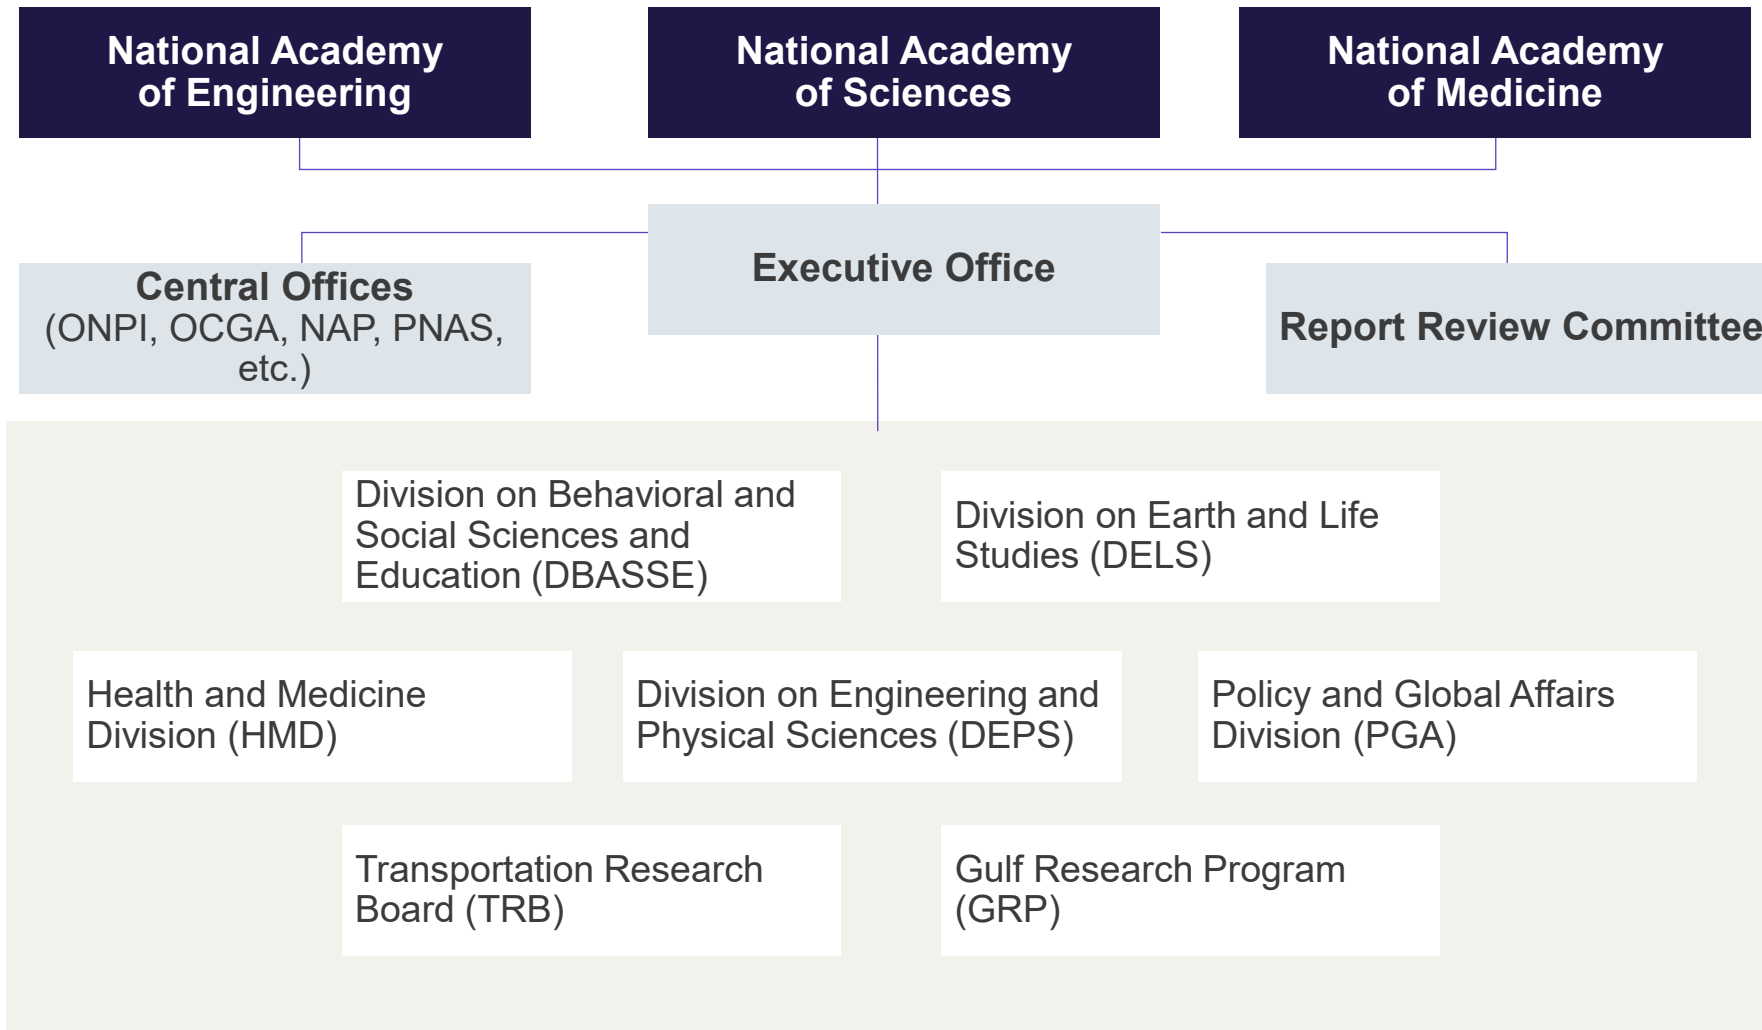 National Academy
of Engineering
National Academy
of Sciences
National Academy
of Medicine
Executive Office
Central Offices
(ONPI, OCGA, NAP, PNAS,
etc.)
Report Review Committee
Division on Behavioral and
Social Sciences and
Education (DBASSE)
Division on Earth and Life
Studies (DELS)
Health and Medicine
Division (HMD)
Division on Engineering and
Physical Sciences (DEPS)
Policy and Global Affairs
Division (PGA)
Transportation Research
Board (TRB)
Gulf Research Program
(GRP)